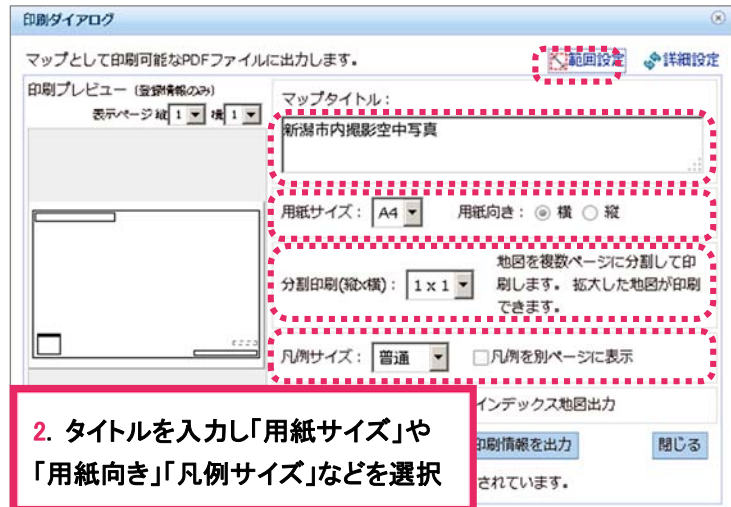 印刷ダイアログ
マップとして印刷可能なPDFファイルに出力します。
範囲設定
詳細設定
印刷プレビュー (登録情報のみ)
表示ページ 縦 1 横 1
マップタイトル:
新潟市内撮影空中写真
用紙サイズ: A4 用紙向き: 横 縦
分割印刷(縦x横): 1 x 1
地図を複数ページに分割して印
刷します。 拡大した地図が印刷
できます。
凡例サイズ: 普通 凡例を別ページに表示
インデックス地図出力
印刷情報を出力
閉じる
されています。
2. タイトルを入力し「用紙サイズ」や
「用紙向き」「凡例サイズ」などを選択